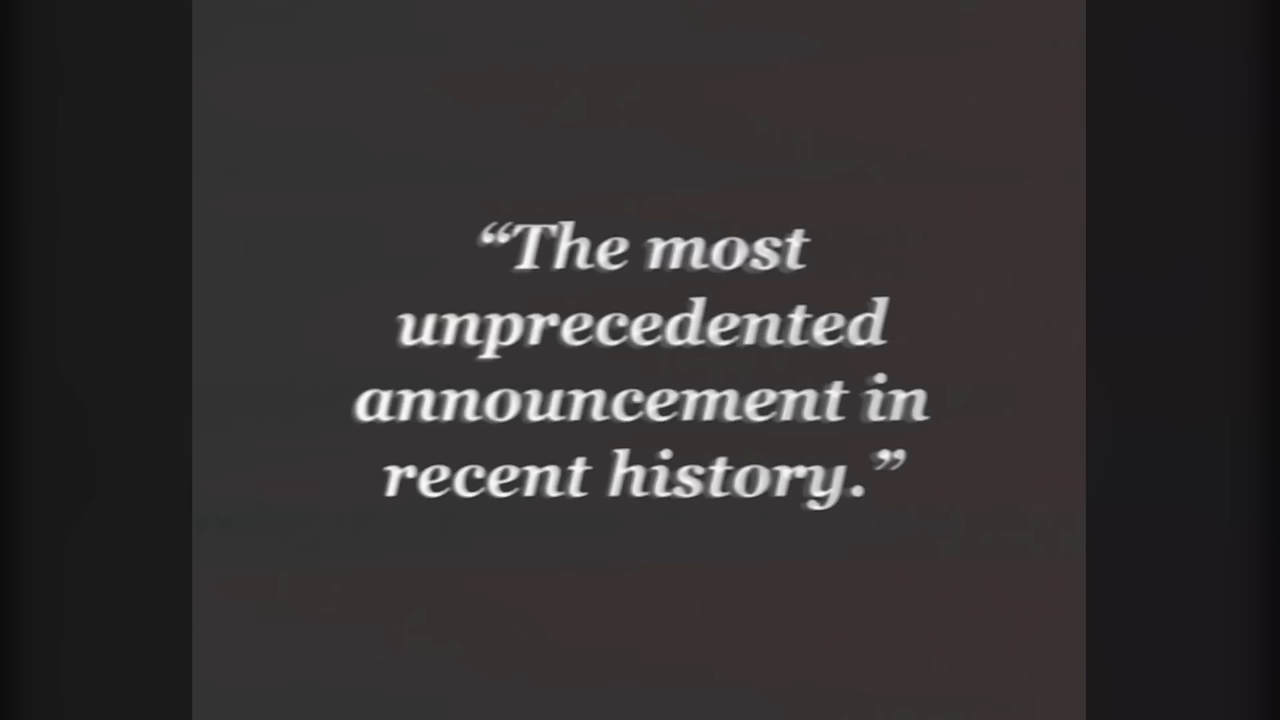 “The most
unprecedented
announcement in
recent history.”